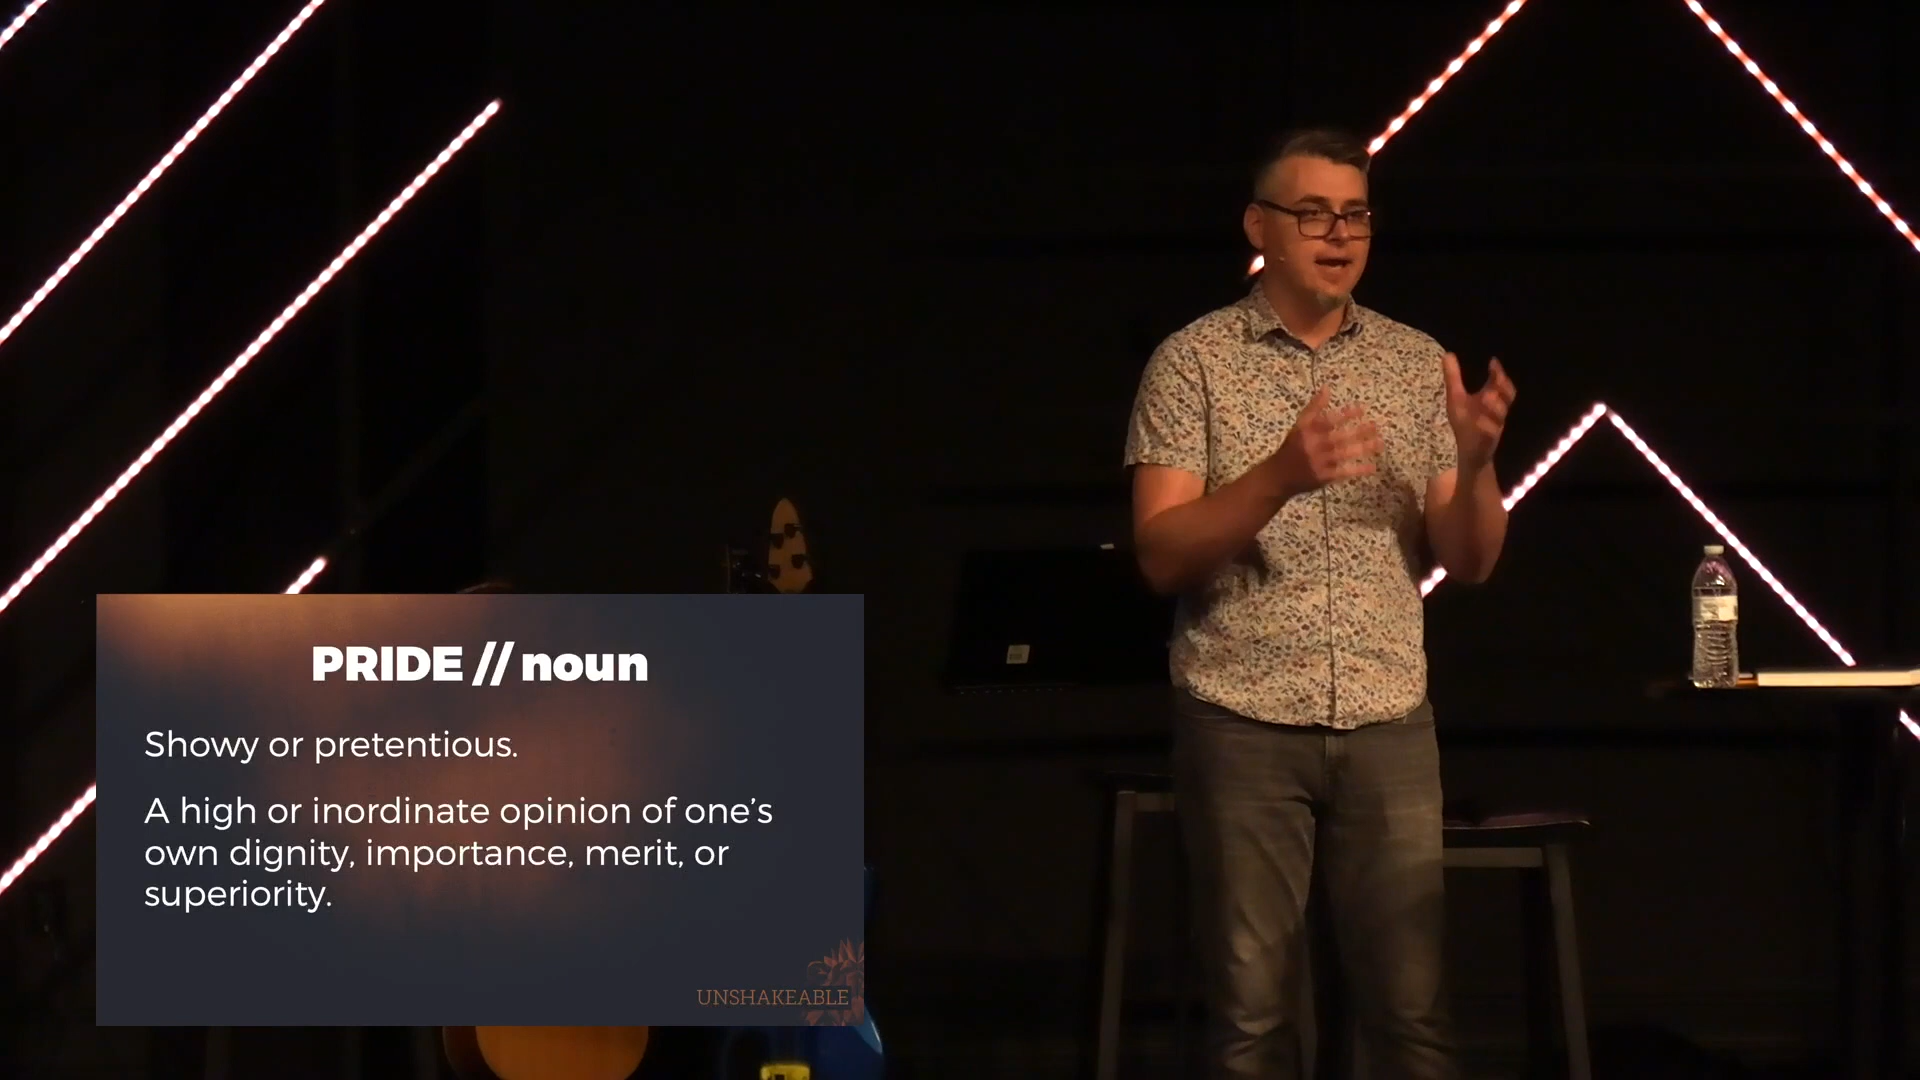 PRIDE // noun
Showy or pretentious.
A high or inordinate opinion of one's
own dignity, importance, merit, or
superiority.
UNSHAKEABLE